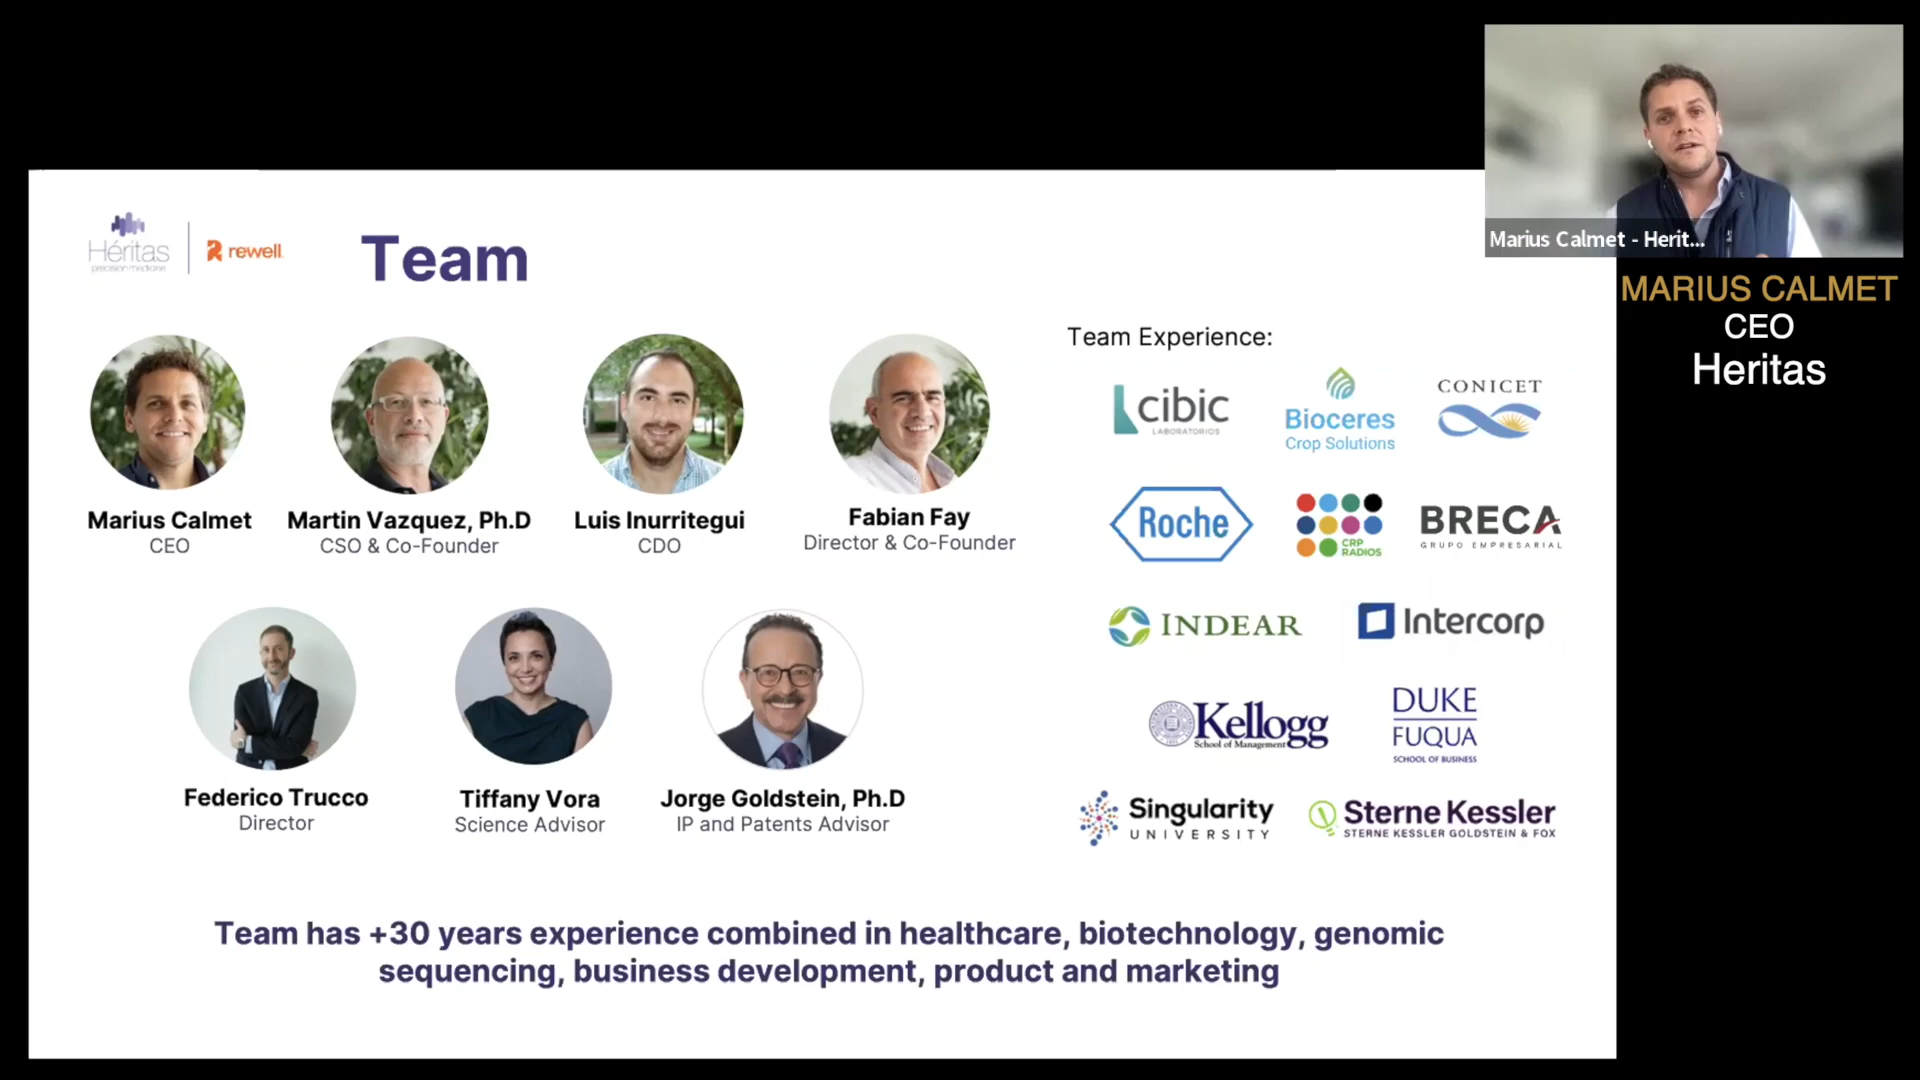 Héritas
precision medicine
rewell
Team
Marius Calmet - Herit...
MARIUS CALMET
CEO
Heritas
Marius Calmet
CEO
Martin Vazquez, Ph.D
CSO & Co-Founder
Luis Inurritegui
CDO
Fabian Fay
Director & Co-Founder
Federico Trucco
Director
Tiffany Vora
Science Advisor
Jorge Goldstein, Ph.D
IP and Patents Advisor
Team Experience:
cibic
LABORATORIOS
Bioceres
Crop Solutions
CONICET
Roche
CRP
RADIOS
BRECA
GRUPO EMPRESARIAL
INDEAR
Intercorp
Kellogg
School of Management
DUKE
FUQUA
SCHOOL OF BUSINESS
Singularity
UNIVERSITY
Sterne Kessler
STERNE KESSLER GOLDSTEIN & FOX
Team has +30 years experience combined in healthcare, biotechnology, genomic
sequencing, business development, product and marketing